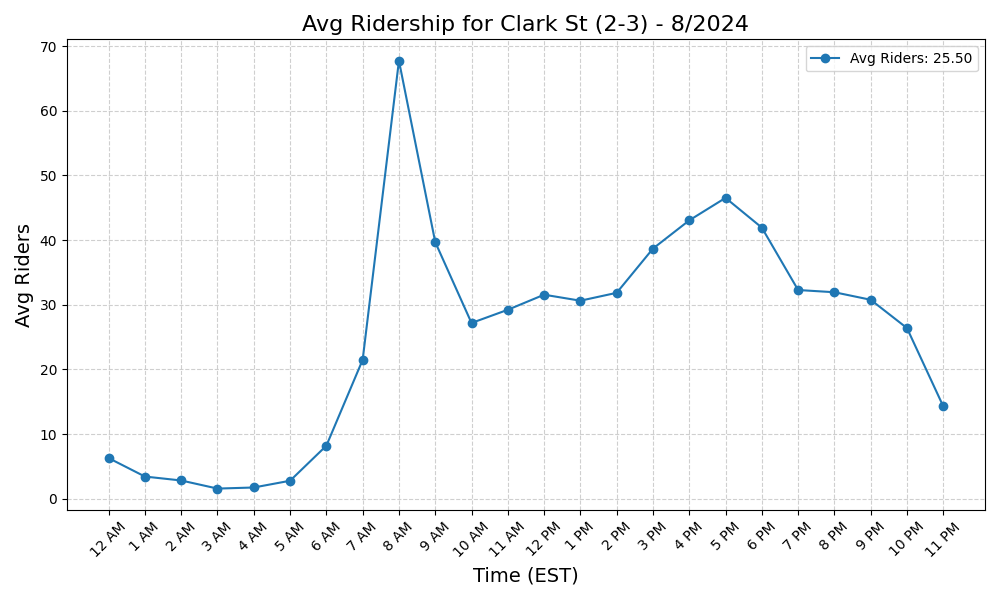 Avg Ridership for Clark St (2-3) - 8/2024
Avg Riders: 25.50
Avg Riders
70
60
50
40
30
20
10
0
12 AM
1 AM
2 AM
3 AM
4 AM
5 AM
6 AM
7 AM
8 AM
9 AM
10 AM
11 AM
12 PM
1 PM
2 PM
3 PM
4 PM
5 PM
6 PM
7 PM
8 PM
9 PM
10 PM
11 PM
Time (EST)